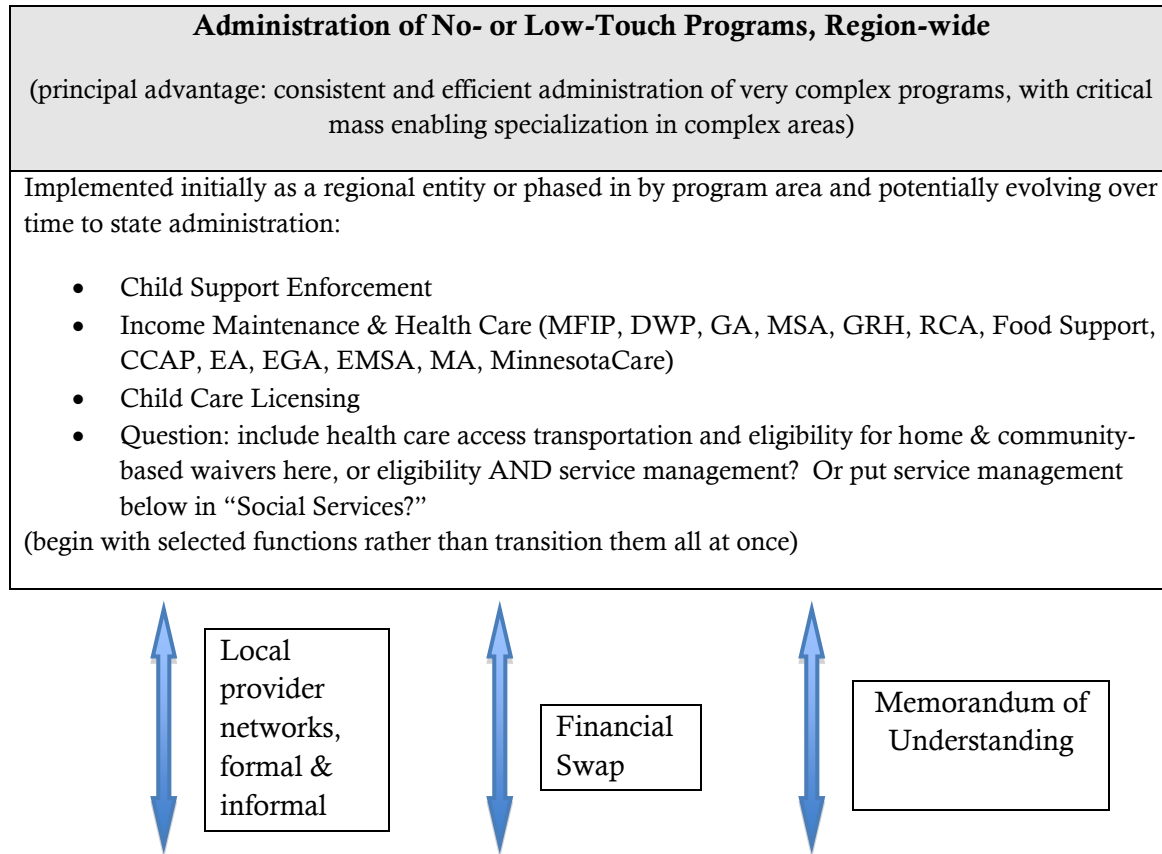 Administration of No- or Low-Touch Programs, Region-wide
(principal advantage: consistent and efficient administration of very complex programs, with critical
mass enabling specialization in complex areas)
Implemented initially as a regional entity or phased in by program area and potentially evolving over
time to state administration:
• Child Support Enforcement
• Income Maintenance & Health Care (MFIP, DWP, GA, MSA, GRH, RCA, Food Support,
CCAP, EA, EGA, EMSA, MA, MinnesotaCare)
• Child Care Licensing
• Question: include health care access transportation and eligibility for home & community-
based waivers here, or eligibility AND service management? Or put service management
below in “Social Services?”
(begin with selected functions rather than transition them all at once)
Local
provider
networks,
formal &
informal
Financial
Swap
Memorandum of
Understanding